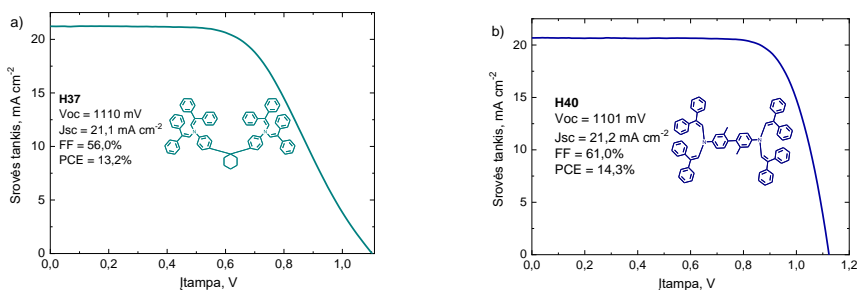 a)
Srovės tankis, mA cm-2
20
15
10
5
0
H37
Voc = 1110 mV
Jsc = 21,1 mA cm-2
FF = 56,0%
PCE = 13,2%
N
N
0,0 0,2 0,4 0,6 0,8 1,0
Įtampa, V
b)
Srovės tankis, mA cm-2
20
15
10
5
0
H40
Voc = 1101 mV
Jsc = 21,2 mA cm-2
FF = 61,0%
PCE = 14,3%
N
N
0,0 0,2 0,4 0,6 0,8 1,0 1,2
Įtampa, V